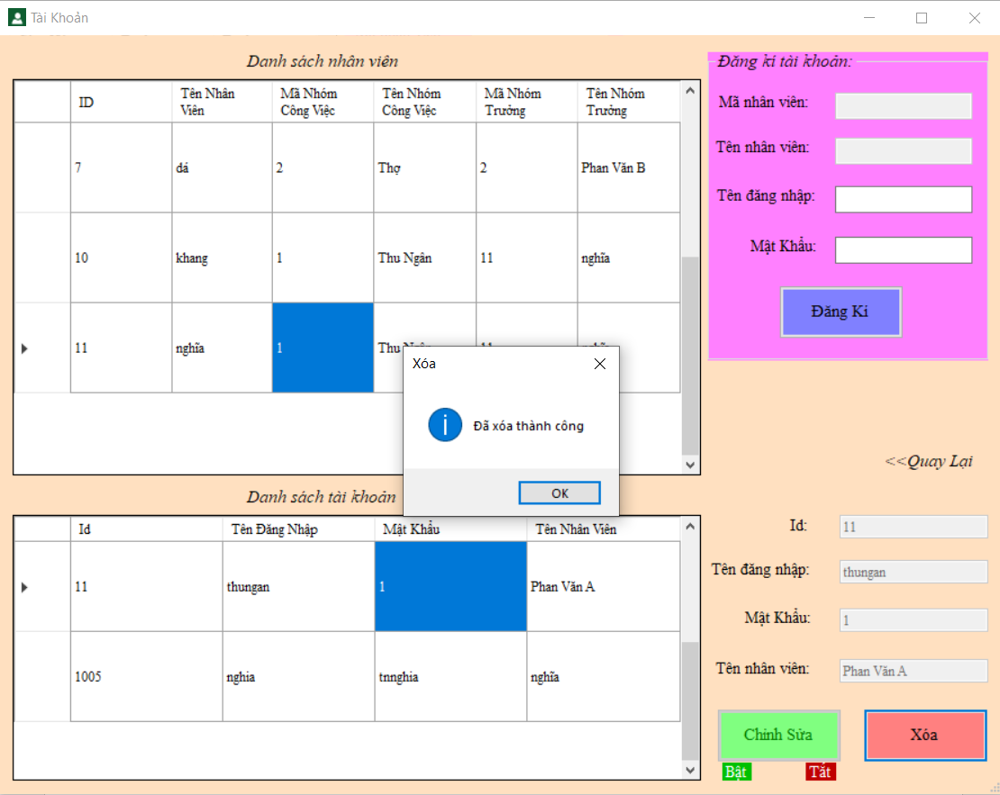 Tài Khoản
Danh sách nhân viên
ID
Tên Nhân
Viên
Mã Nhóm
Công Việc
Tên Nhóm
Công Việc
Mã Nhóm
Trưởng
Tên Nhóm
Trưởng
7 dá 2 Thợ 2 Phan Văn B
10 khang 1 Thu Ngân 11 nghĩa
11 nghĩa 1 Thu
Đăng kí tài khoản:
Mã nhân viên:
Tên nhân viên:
Tên đăng nhập:
Mật Khẩu:
Đăng Kí
Xóa
Đã xóa thành công
OK
<<Quay Lại
Danh sách tài khoản
Id Tên Đăng Nhập Mật Khẩu Tên Nhân Viên
11 thungan 1 Phan Văn A
1005 nghia tnnghia nghĩa
Id: 11
Tên đăng nhập: thungan
Mật Khẩu: 1
Tên nhân viên: Phan Văn A
Chỉnh Sửa
Xóa
Bật
Tắt